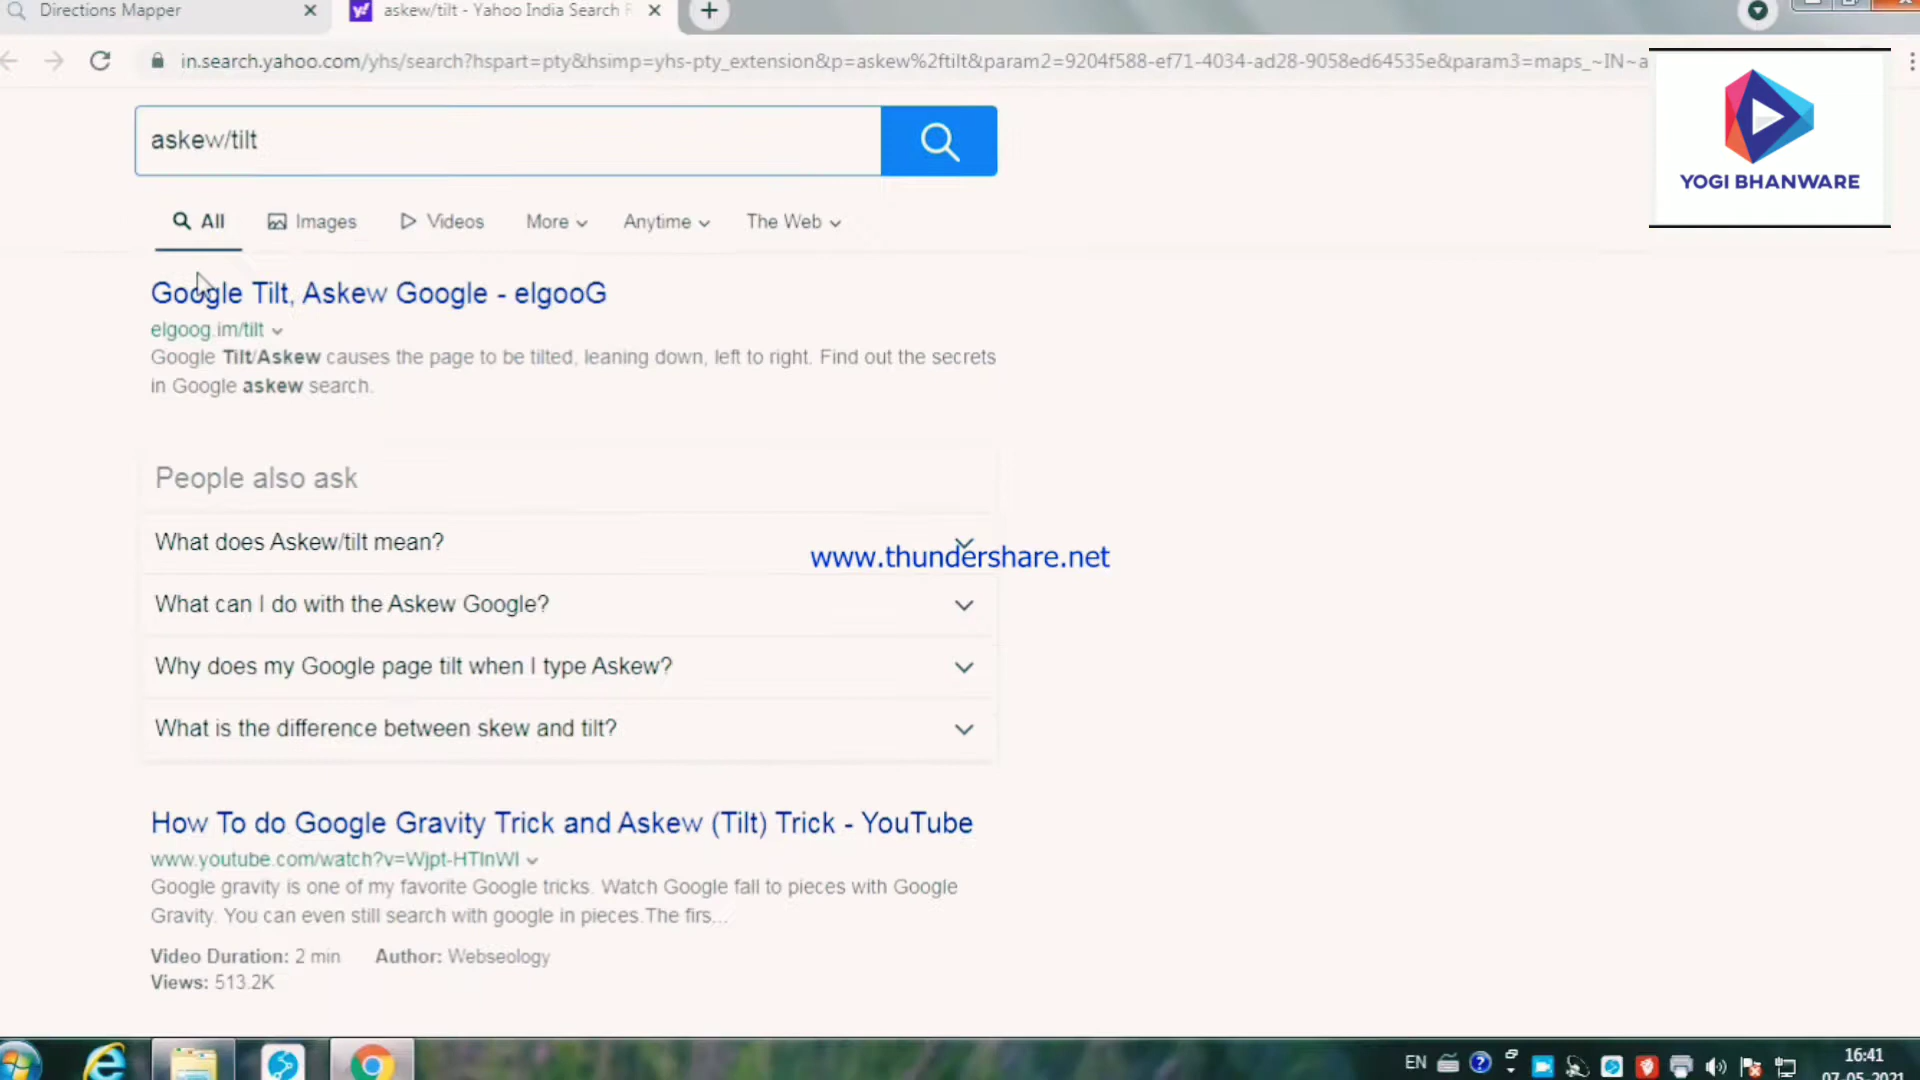 Directions Mapper
askew/tilt - Yahoo India Search R
in.search.yahoo.com/yhs/search?hspart=pty&hsimp=yhs-pty_extension&p=askew%2ftilt&param2=9204f588-ef71-4034-ad28-9058ed64535e&param3=maps_~IN~a
YOGI BHANWARE
askew/tilt
All Images Videos More Anytime The Web
Google Tilt, Askew Google - elgooG
elgoog.im/tilt
Google Tilt/Askew causes the page to be tilted, leaning down, left to right. Find out the secrets
in Google askew search.
People also ask
What does Askew/tilt mean?
www.thundershare.net
What can I do with the Askew Google?
Why does my Google page tilt when I type Askew?
What is the difference between skew and tilt?
How To do Google Gravity Trick and Askew (Tilt) Trick - YouTube
www.youtube.com/watch?v=Wjpt-HTlnWI
Google gravity is one of my favorite Google tricks. Watch Google fall to pieces with Google
Gravity. You can even still search with google in pieces.The firs...
Video Duration: 2 min Author: Webseology
Views: 513.2K
EN
16:41
07-05-2021